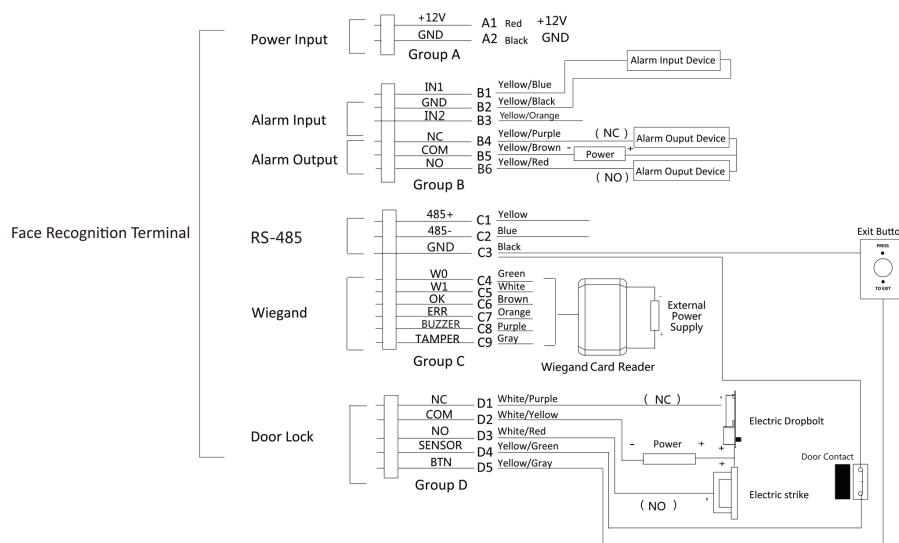 Face Recognition Terminal
Power Input
+12V A1 Red +12V
GND A2 Black GND
Group A
Alarm Input
Alarm Output
IN1 B1 Yellow/Blue
GND B2 Yellow/Black
IN2 B3 Yellow/Orange
NC B4 Yellow/Purple ( NC )
COM B5 Yellow/Brown - Power +
NO B6 Yellow/Red ( NO )
Group B
Alarm Input Device
Alarm Ouput Device
Alarm Ouput Device
RS-485
485+ C1 Yellow
485- C2 Blue
GND C3 Black
Wiegand
W0 C4 Green
W1 C5 White
OK C6 Brown
ERR C7 Orange
BUZZER C8 Purple
TAMPER C9 Gray
Group C
Wiegand Card Reader
- +
External
Power
Supply
Exit Butto
PRESS
TO EXIT
Door Lock
NC D1 White/Purple ( NC )
COM D2 White/Yellow - Power +
NO D3 White/Red
SENSOR D4 Yellow/Green
BTN D5 Yellow/Gray
Group D
( NO )
- Electric Dropbolt
+
+
- Electric strike
Door Contact